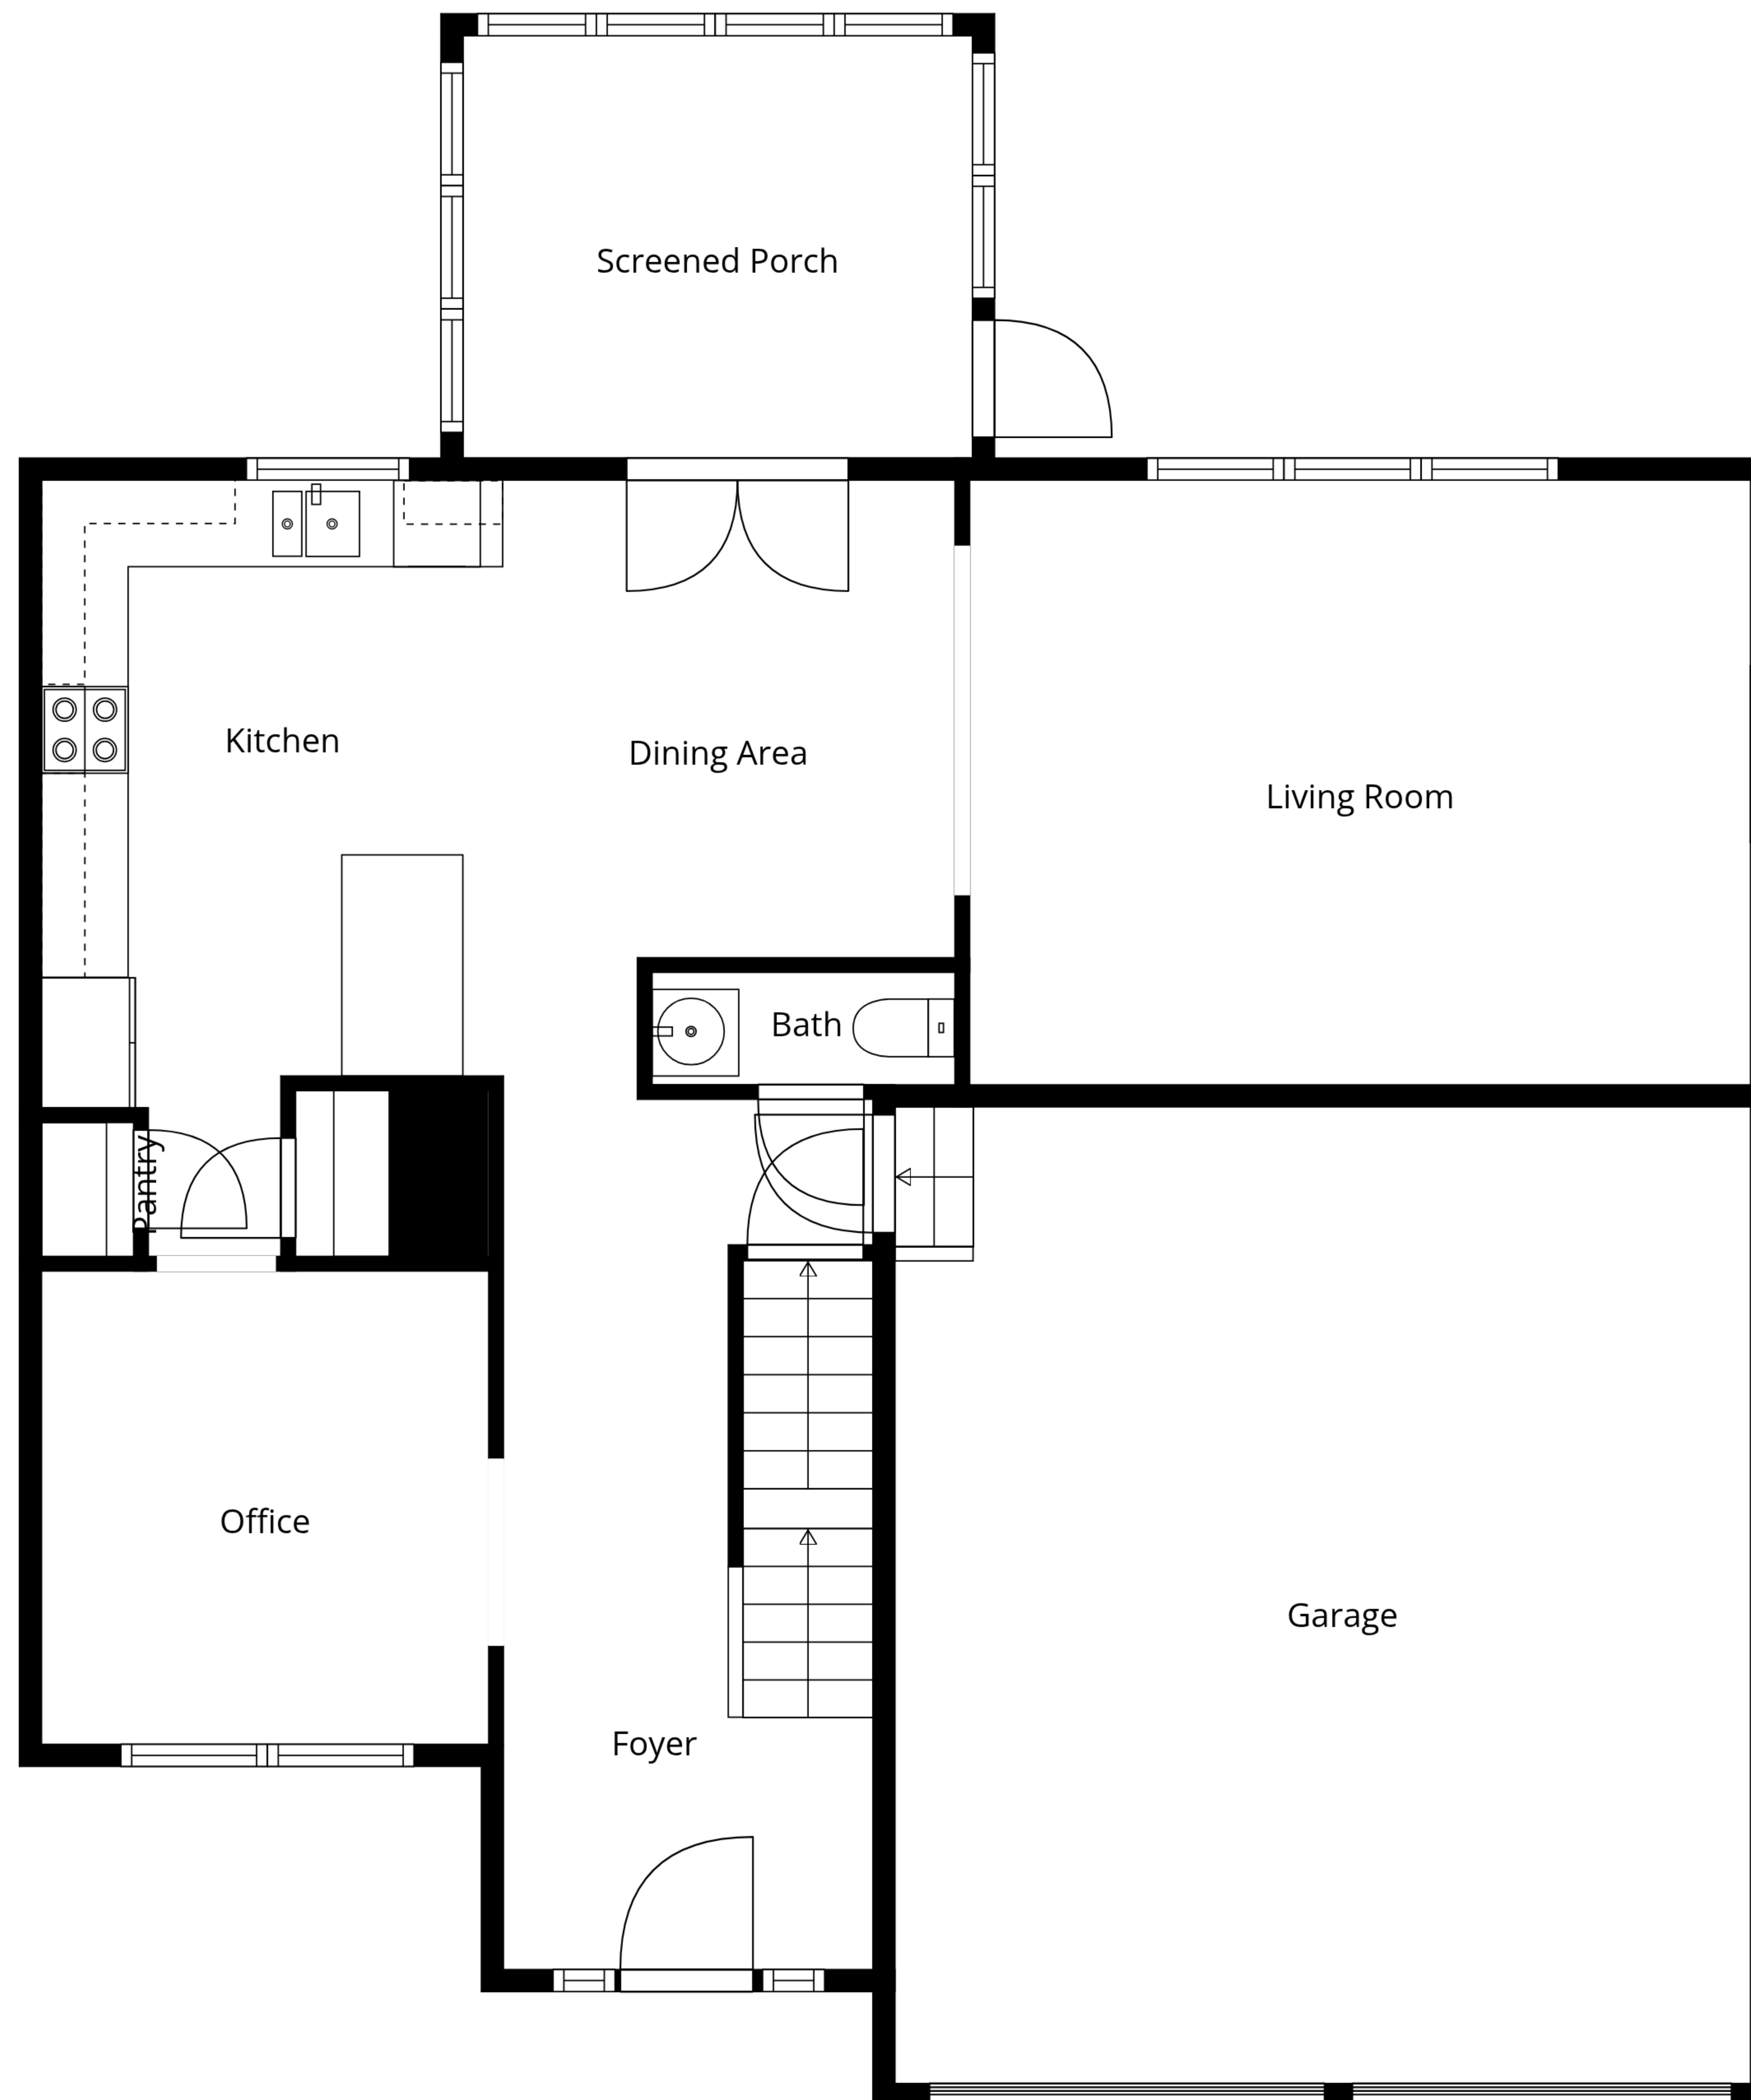 Screened Porch
Kitchen
Dining Area
Living Room
Bath
Pantry
Office
Garage
Foyer